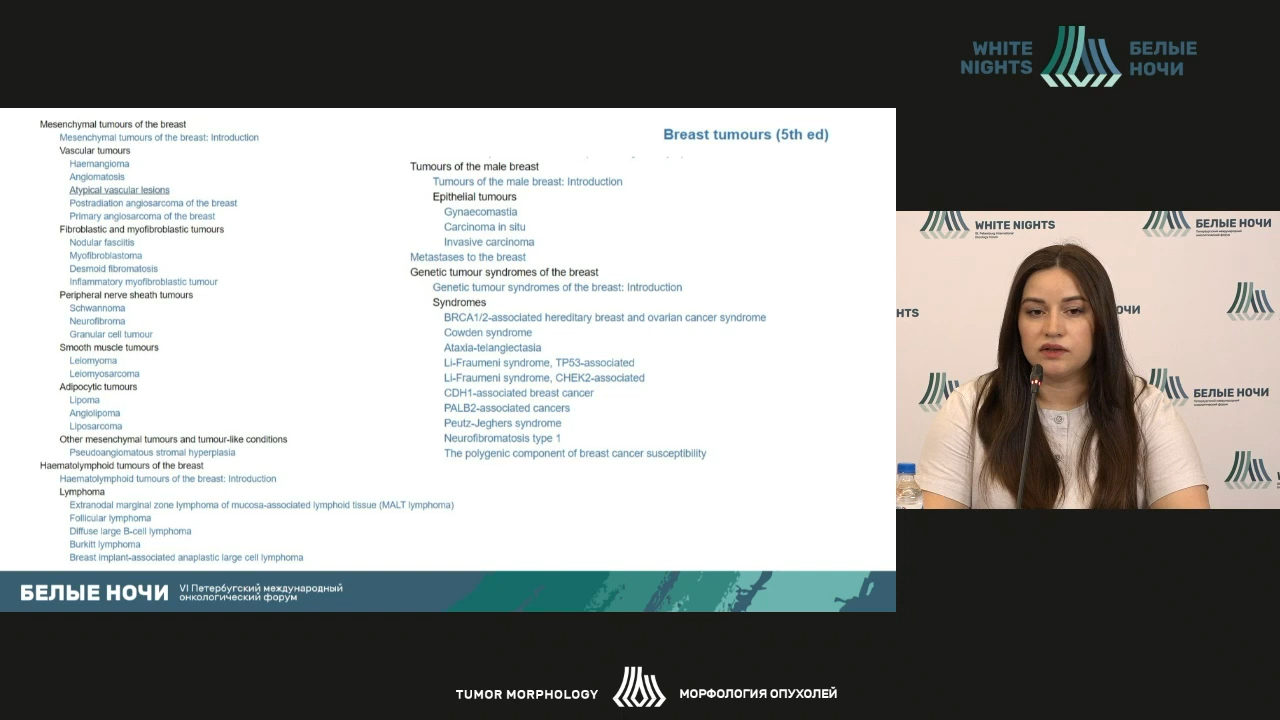 WHITE
NIGHTS
БЕЛЫЕ
НОЧИ
Breast tumours (5th ed)
Mesenchymal tumours of the breast
Mesenchymal tumours of the breast: Introduction
Vascular tumours
Haemangioma
Angiomatosis
Atypical vascular lesions
Postradiation angiosarcoma of the breast
Primary angiosarcoma of the breast
Fibroblastic and myofibroblastic tumours
Nodular fasciitis
Myofibroblastoma
Desmoid fibromatosis
Inflammatory myofibroblastic tumour
Peripheral nerve sheath tumours
Schwannoma
Neurofibroma
Granular cell tumour
Smooth muscle tumours
Leiomyoma
Leiomyosarcoma
Adipocytic tumours
Lipoma
Angiolipoma
Liposarcoma
Other mesenchymal tumours and tumour-like conditions
Pseudoangiomatous stromal hyperplasia
Haematolymphoid tumours of the breast
Haematolymphoid tumours of the breast: Introduction
Lymphoma
Extranodal marginal zone lymphoma of mucosa-associated lymphoid tissue (MALT lymphoma)
Follicular lymphoma
Diffuse large B-cell lymphoma
Burkitt lymphoma
Breast implant-associated anaplastic large cell lymphoma
Tumours of the male breast
Tumours of the male breast: Introduction
Epithelial tumours
Gynaecomastia
Carcinoma in situ
Invasive carcinoma
Metastases to the breast
Genetic tumour syndromes of the breast
Genetic tumour syndromes of the breast: Introduction
Syndromes
BRCA1/2-associated hereditary breast and ovarian cancer syndrome
Cowden syndrome
Ataxia-telangiectasia
Li-Fraumeni syndrome, TP53-associated
Li-Fraumeni syndrome, CHEK2-associated
CDH1-associated breast cancer
PALB2-associated cancers
Peutz-Jeghers syndrome
Neurofibromatosis type 1
The polygenic component of breast cancer susceptibility
БЕЛЫЕ НОЧИ
VI Петербургский международный
онкологический форум
WHITE NIGHTS
БЕЛЫЕ НОЧИ
HTS
ОЧИ
БЕЛЫЕ НОЧИ
TUMOR MORPHOLOGY
МОРФОЛОГИЯ ОПУХОЛЕЙ